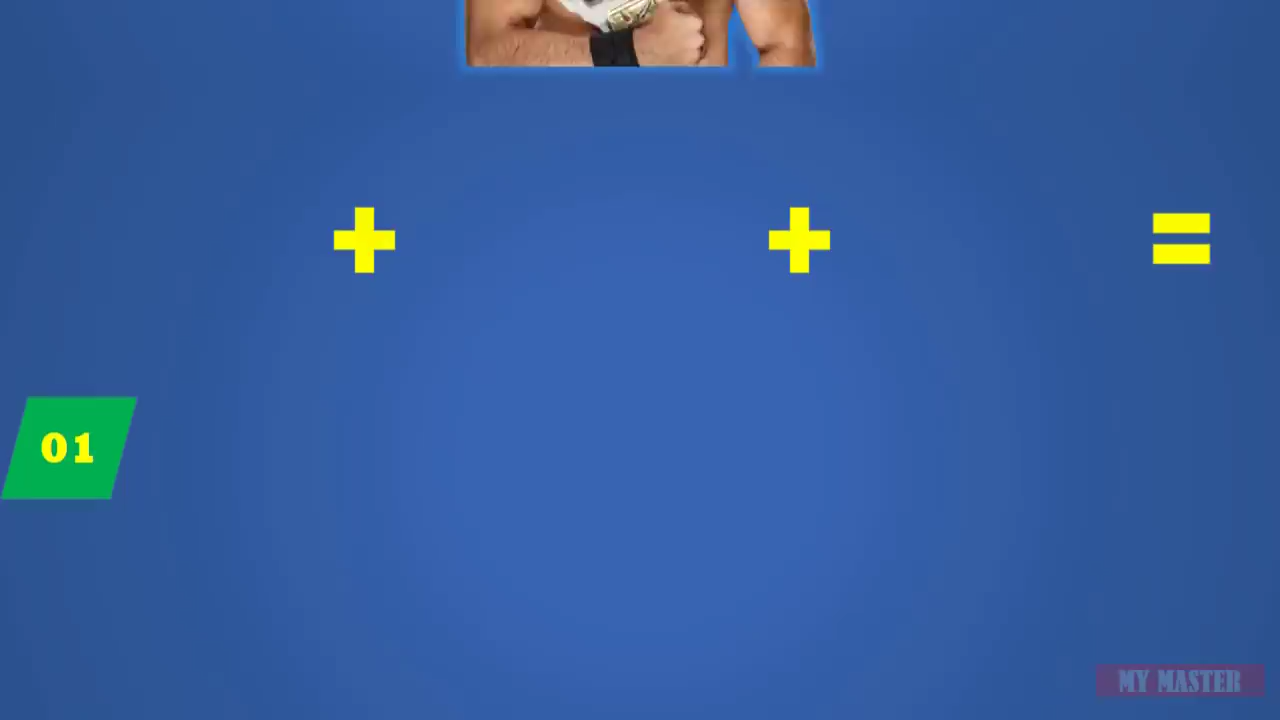 + + =
01
MY MASTER